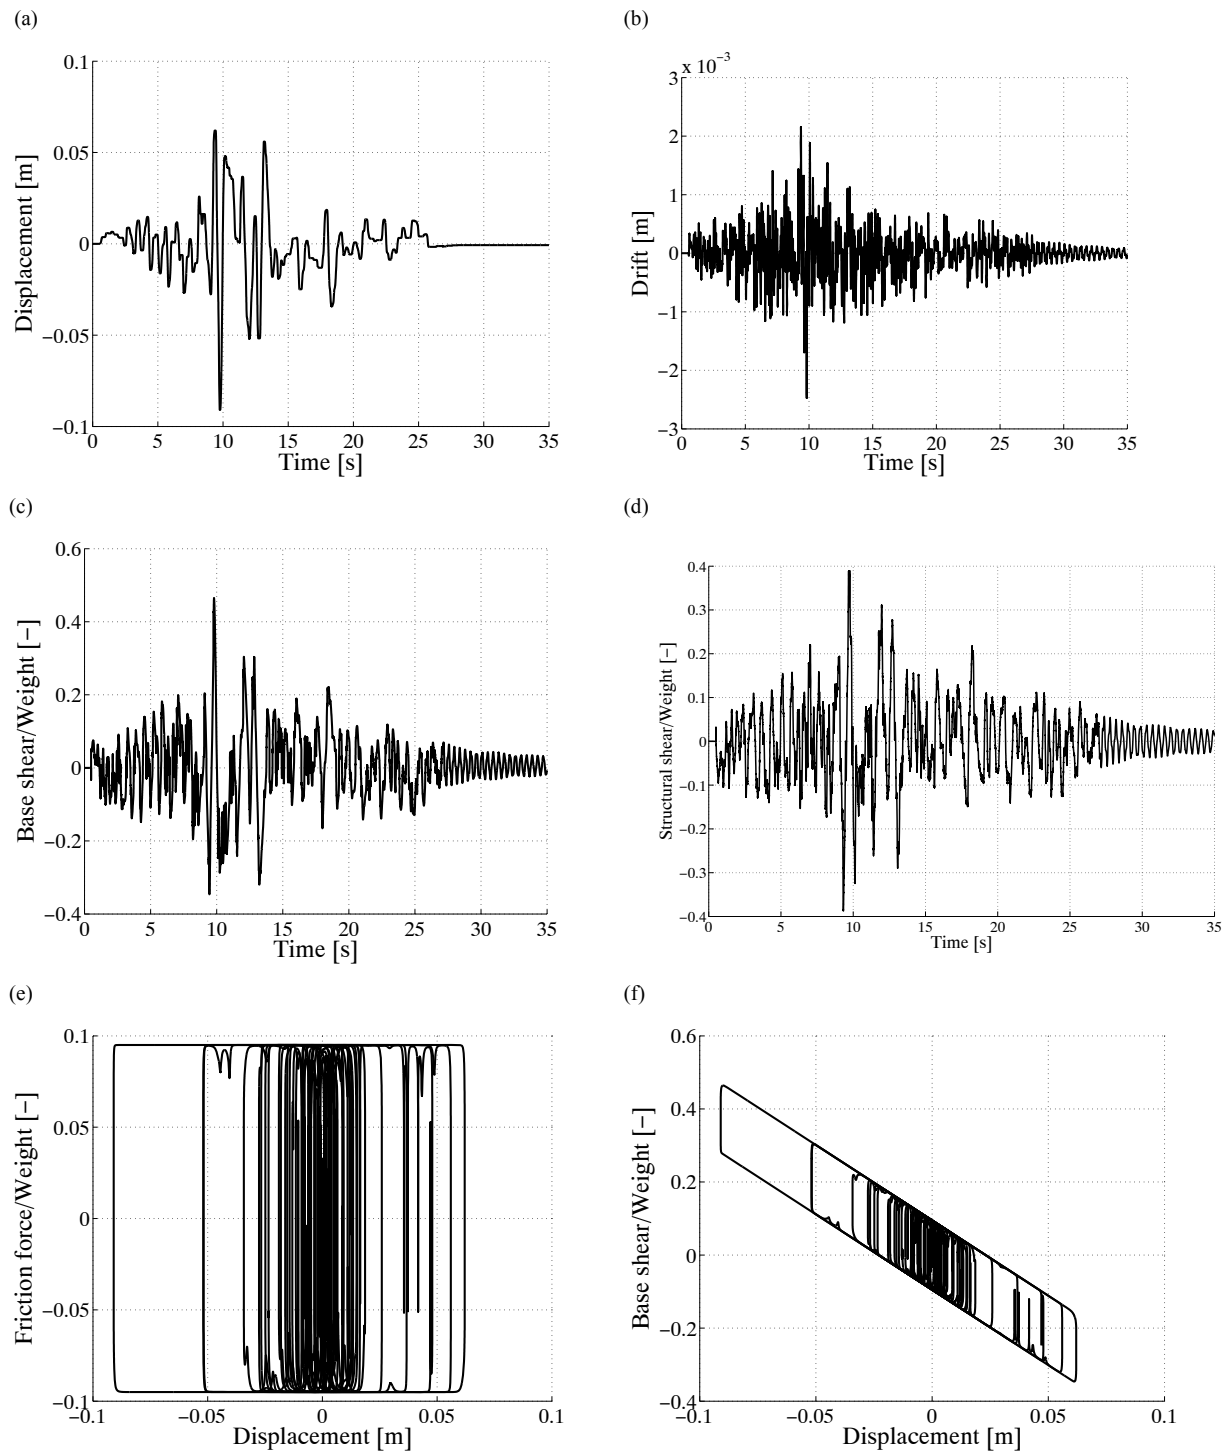 (a)
0.1
0.05
0
−0.05
−0.1
0 5 10 15 20 25 30 35
Time [s]
Displacement [m]
(b)
x 10−3
3
2
1
0
−1
−2
−3
0 5 10 15 20 25 30 35
Time [s]
Drift [m]
(c)
0.6
0.4
0.2
0
−0.2
−0.4
0 5 10 15 20 25 30 35
Time [s]
Base shear/Weight [−]
(d)
0.4
0.3
0.2
0.1
0
−0.1
−0.2
−0.3
−0.4
0 5 10 15 20 25 30 35
Time [s]
Structural shear/Weight [−]
(e)
0.1
0.05
0
−0.05
−0.1
−0.1 −0.05 0 0.05 0.1
Displacement [m]
Friction force/Weight [−]
(f)
0.6
0.4
0.2
0
−0.2
−0.4
−0.1 −0.05 0 0.05 0.1
Displacement [m]
Base shear/Weight [−]